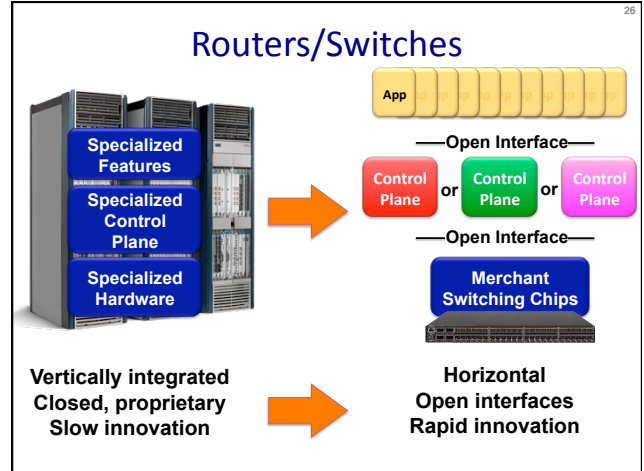 26
Routers/Switches
Specialized
Features
Specialized
Control
Plane
Specialized
Hardware
App
Open Interface
Control
Plane
or
Control
Plane
or
Control
Plane
Open Interface
Merchant
Switching Chips
Vertically integrated
Closed, proprietary
Slow innovation
Horizontal
Open interfaces
Rapid innovation